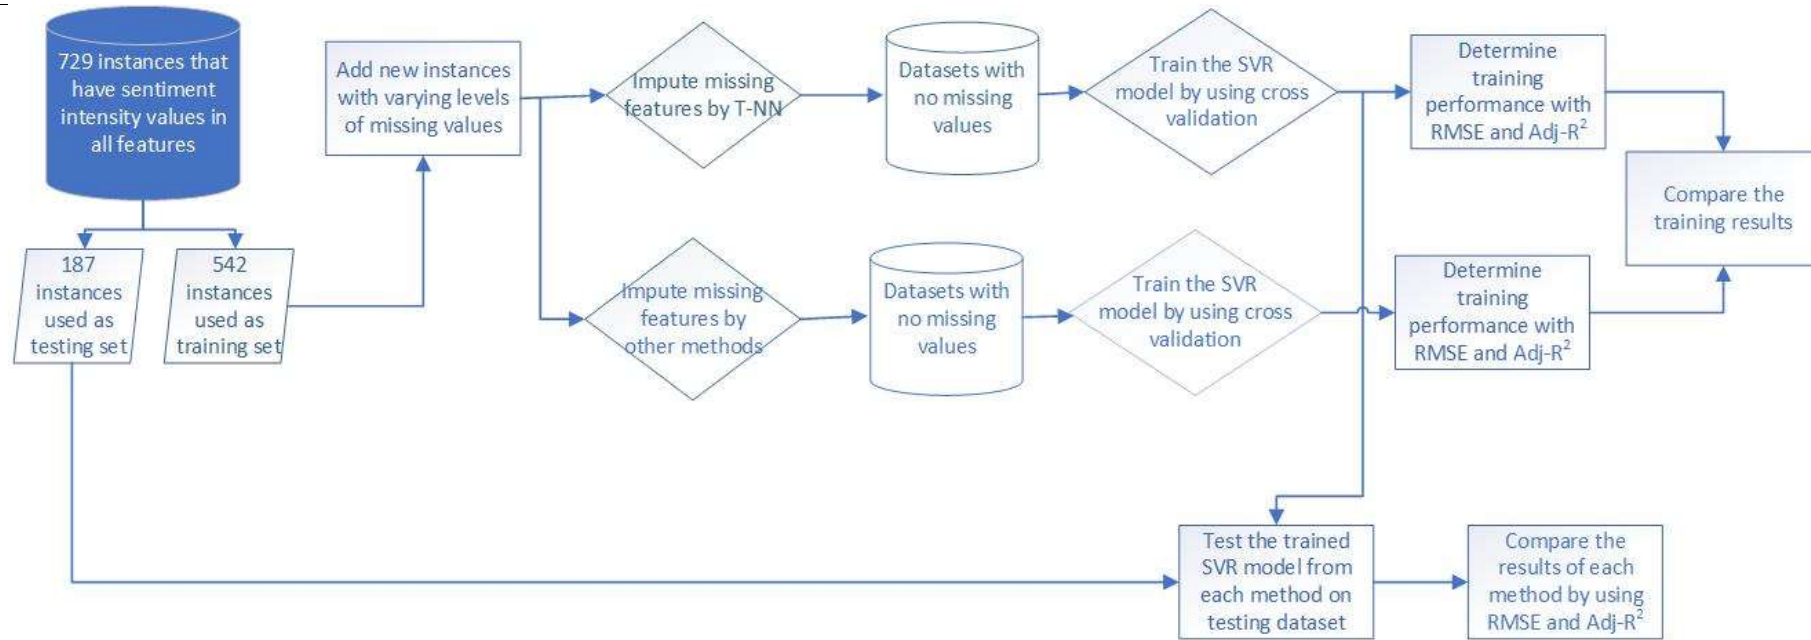 729 instances that
have sentiment
intensity values in
all features
187
instances
used as
testing set
542
instances
used as
training set
Add new instances
with varying levels
of missing values
Impute missing
features by T-NN
Datasets with
no missing
values
Train the SVR
model by using cross
validation
Determine
training
performance with
RMSE and Adj-R²
Impute missing
features by
other methods
Datasets with
no missing
values
Train the SVR
model by using cross
validation
Determine
training
performance with
RMSE and Adj-R²
Compare the
training results
Test the trained
SVR model from
each method on
testing dataset
Compare the
results of each
method by using
RMSE and Adj-R²